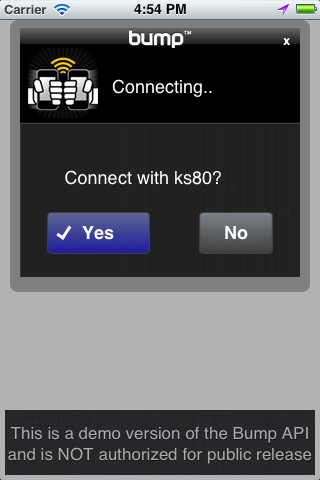 Carrier 4:54 PM
bump™ x
Connecting..
Connect with ks80?
Yes No
This is a demo version of the Bump API
and is NOT authorized for public release